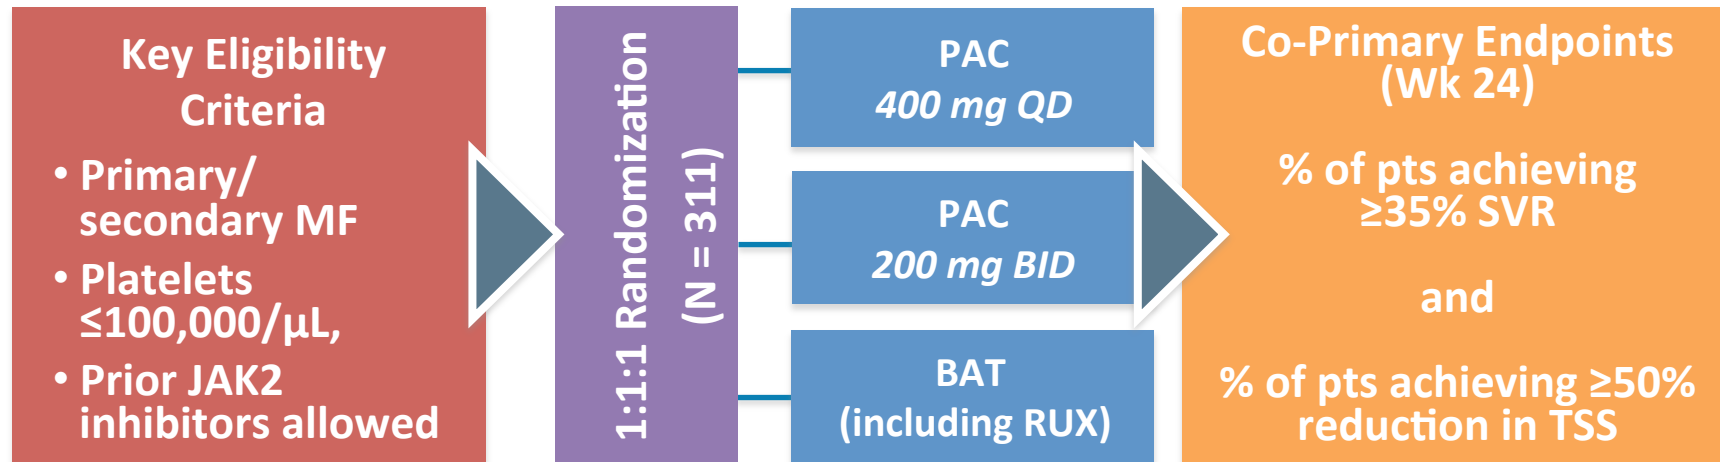 Key Eligibility
Criteria
• Primary/
secondary MF
• Platelets
≤100,000/µL,
• Prior JAK2
inhibitors allowed
1:1:1 Randomization
(N = 311)
PAC
400 mg QD
PAC
200 mg BID
BAT
(including RUX)
Co-Primary Endpoints
(Wk 24)
% of pts achieving
≥35% SVR
and
% of pts achieving ≥50%
reduction in TSS